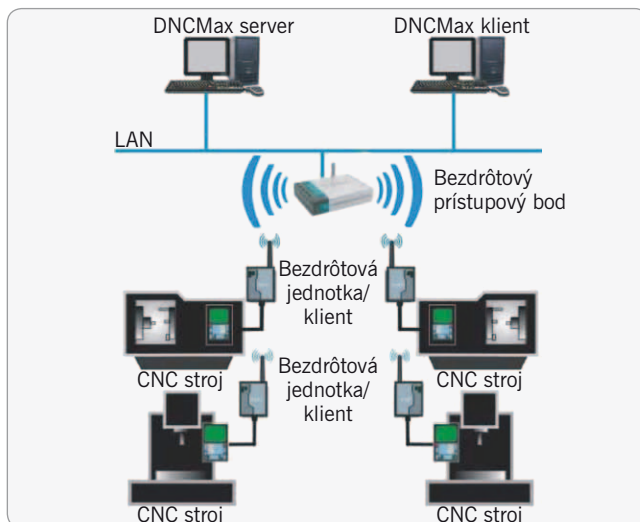 DNCMax server
DNCMax klient
LAN
Bezdrôtový
prístupový bod
Bezdrôtová
jednotka/
klient
CNC stroj
CNC stroj
Bezdrôtová
jednotka/
klient
CNC stroj
CNC stroj